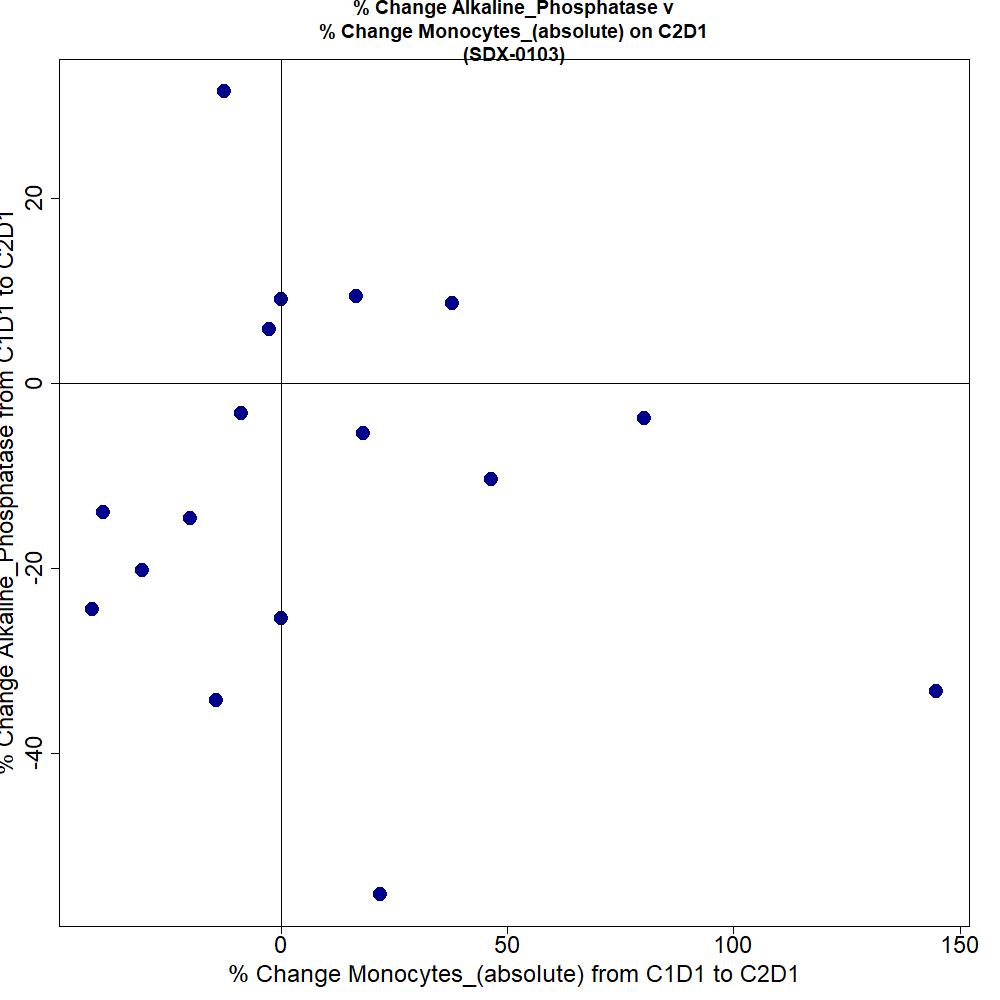 % Change Alkaline_Phosphatase v
% Change Monocytes_(absolute) on C2D1
(SDX-0103)
% Change Alkaline_Phosphatase from C1D1 to C2D1
20
0
-20
-40
0
50
100
150
% Change Monocytes_(absolute) from C1D1 to C2D1